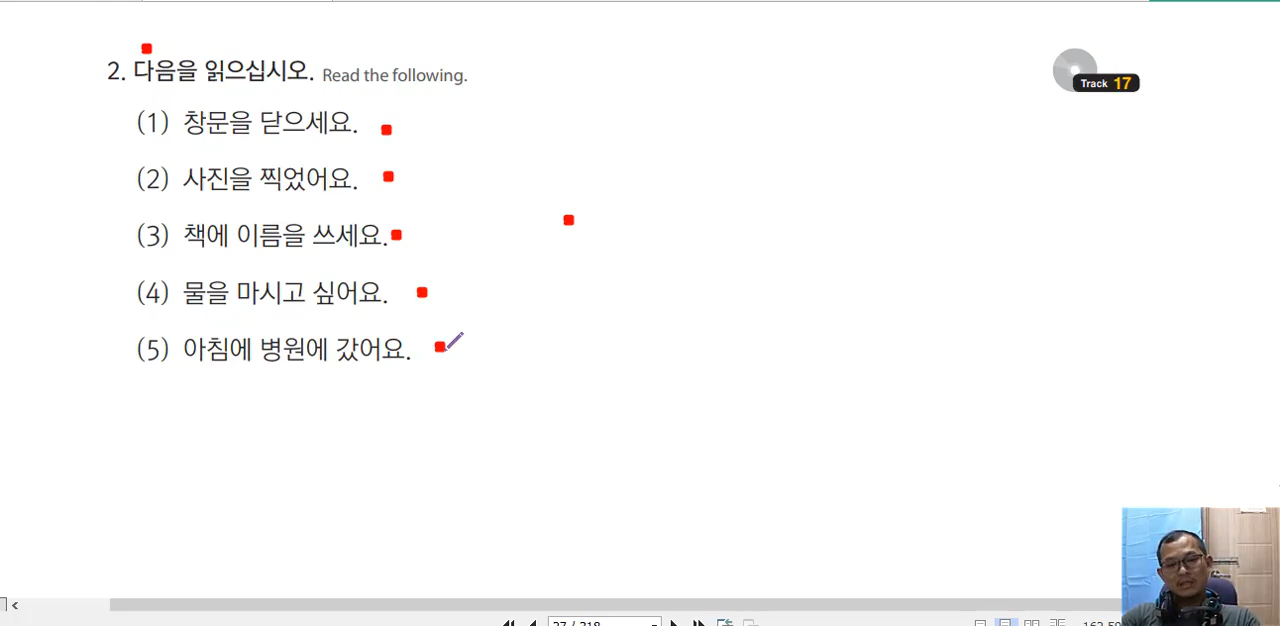 2. 다음을 읽으십시오. Read the following.
Track 17
(1) 창문을 닫으세요.
(2) 사진을 찍었어요.
(3) 책에 이름을 쓰세요.
(4) 물을 마시고 싶어요.
(5) 아침에 병원에 갔어요.